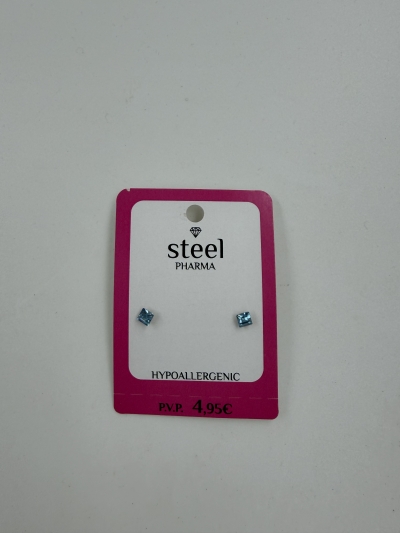 steel
PHARMA
HYPOALLERGENIC
P.V.P. 4,95€